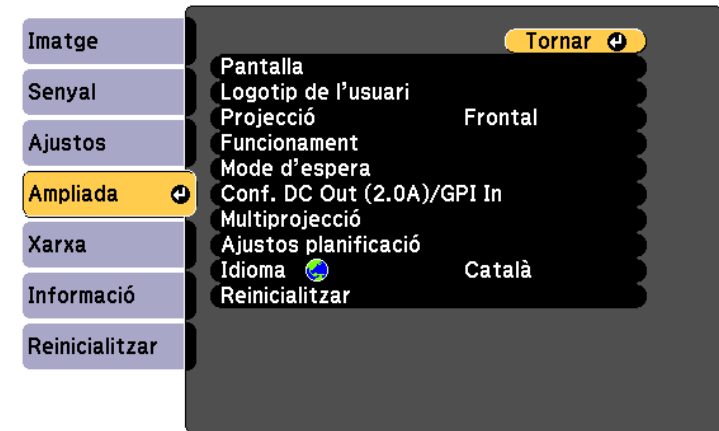 Imatge
Senyal
Ajustos
Ampliada
Xarxa
Informació
Reinicialitzar
Tornar
Pantalla
Logotip de l'usuari
Projecció Frontal
Funcionament
Mode d'espera
Conf. DC Out (2.0A)/GPI In
Multiprojecció
Ajustos planificació
Idioma Català
Reinicialitzar